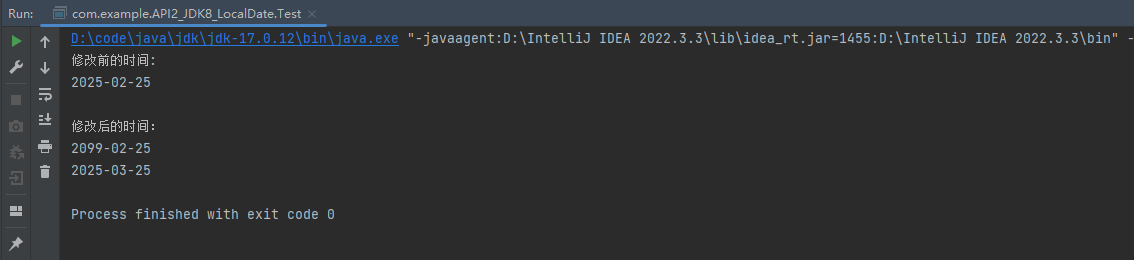 Run: com.example.API2_JDK8_LocalDate.Test
D:\code\java\jdk\jdk-17.0.12\bin\java.exe "-javaagent:D:\IntelliJ IDEA 2022.3.3\lib\idea_rt.jar=1455:D:\IntelliJ IDEA 2022.3.3\bin" -
修改前的时间:
2025-02-25
修改后的时间:
2099-02-25
2025-03-25
Process finished with exit code 0